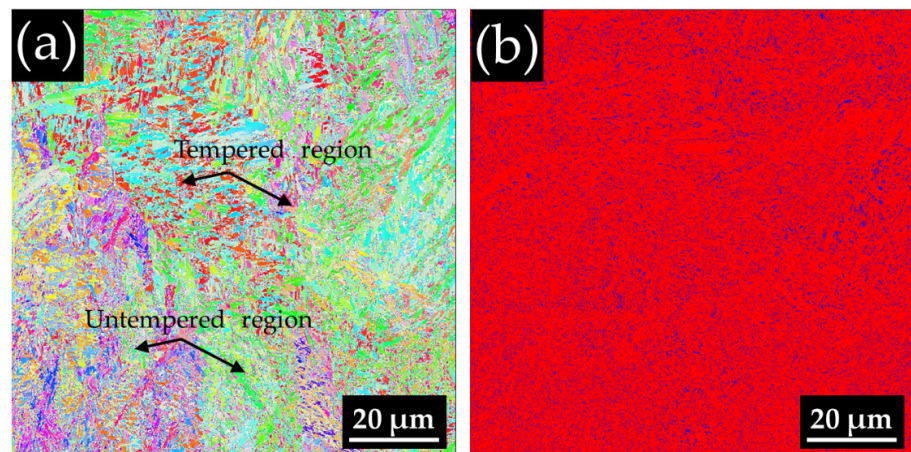 (a)
(b)
Tempered region
Untempered region
20 μm
20 μm